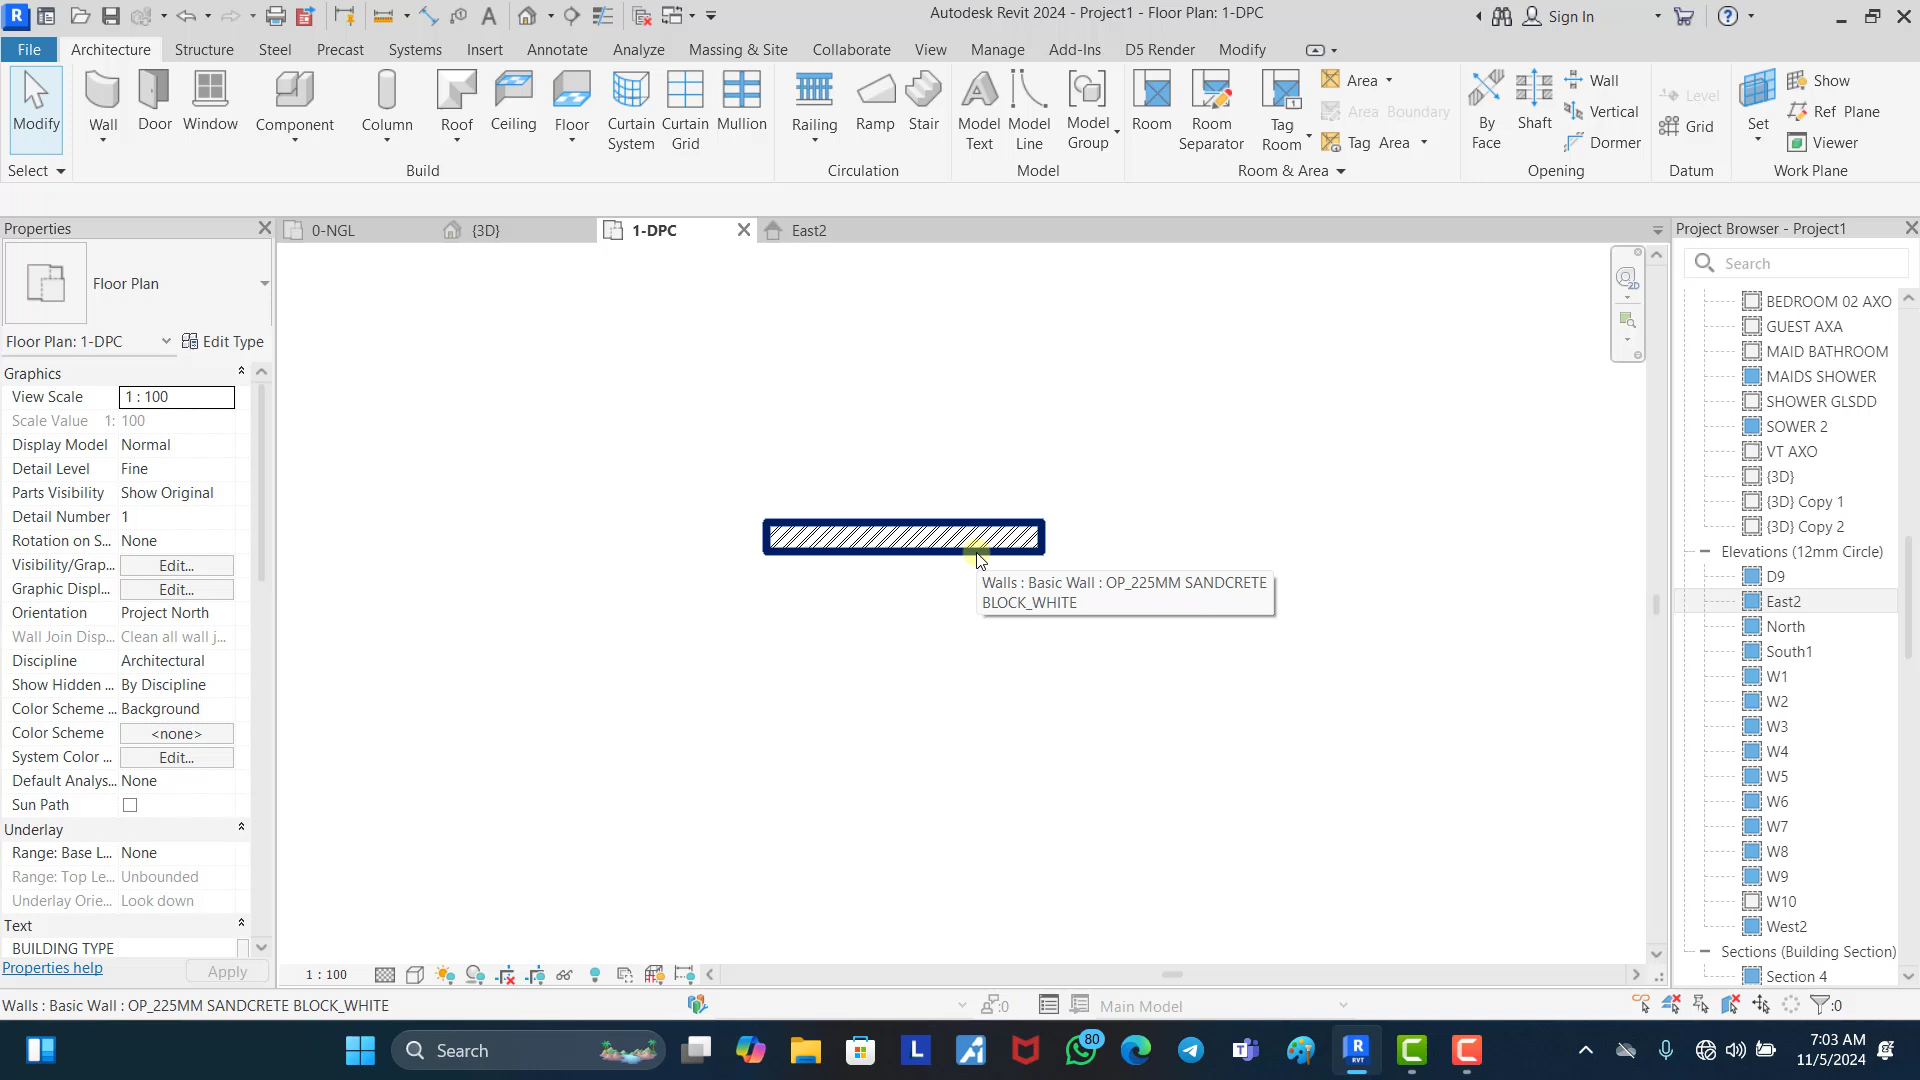 Autodesk Revit 2024 - Project1 - Floor Plan: 1-DPC
Sign In
File Architecture Structure Steel Precast Systems Insert Annotate Analyze Massing & Site Collaborate View Manage Add-Ins D5 Render Modify
Modify
Wall
Door
Window
Component
Column
Roof
Ceiling
Floor
Curtain System
Curtain Grid
Mullion
Railing
Ramp
Stair
Model Text
Model Line
Model Group
Room
Room Separator
Tag Room
Area
Area Boundary
Tag Area
By Face
Shaft
Wall
Vertical
Dormer
Level
Grid
Set
Show
Ref Plane
Viewer
Select Build Circulation Model Room & Area Opening Datum Work Plane
Properties
0-NGL {3D} 1-DPC East2
Project Browser - Project1
Floor Plan
Floor Plan: 1-DPC Edit Type
Graphics
View Scale 1 : 100
Scale Value 1: 100
Display Model Normal
Detail Level Fine
Parts Visibility Show Original
Detail Number 1
Rotation on S... None
Visibility/Grap... Edit...
Graphic Displ... Edit...
Orientation Project North
Wall Join Disp... Clean all wall j...
Discipline Architectural
Show Hidden ... By Discipline
Color Scheme ... Background
Color Scheme <none>
System Color ... Edit...
Default Analys... None
Sun Path
Underlay
Range: Base L... None
Range: Top Le... Unbounded
Underlay Orie... Look down
Text
BUILDING TYPE
Properties help Apply
Walls : Basic Wall : OP_225MM SANDCRETE
BLOCK_WHITE
Search
BEDROOM 02 AXO
GUEST AXA
MAID BATHROOM
MAIDS SHOWER
SHOWER GLSDD
SOWER 2
VT AXO
{3D}
{3D} Copy 1
{3D} Copy 2
Elevations (12mm Circle)
D9
East2
North
South1
W1
W2
W3
W4
W5
W6
W7
W8
W9
W10
West2
Sections (Building Section)
Section 4
1 : 100
Walls : Basic Wall : OP_225MM SANDCRETE BLOCK_WHITE
:0
Main Model
:0
Search
80
7:03 AM
11/5/2024